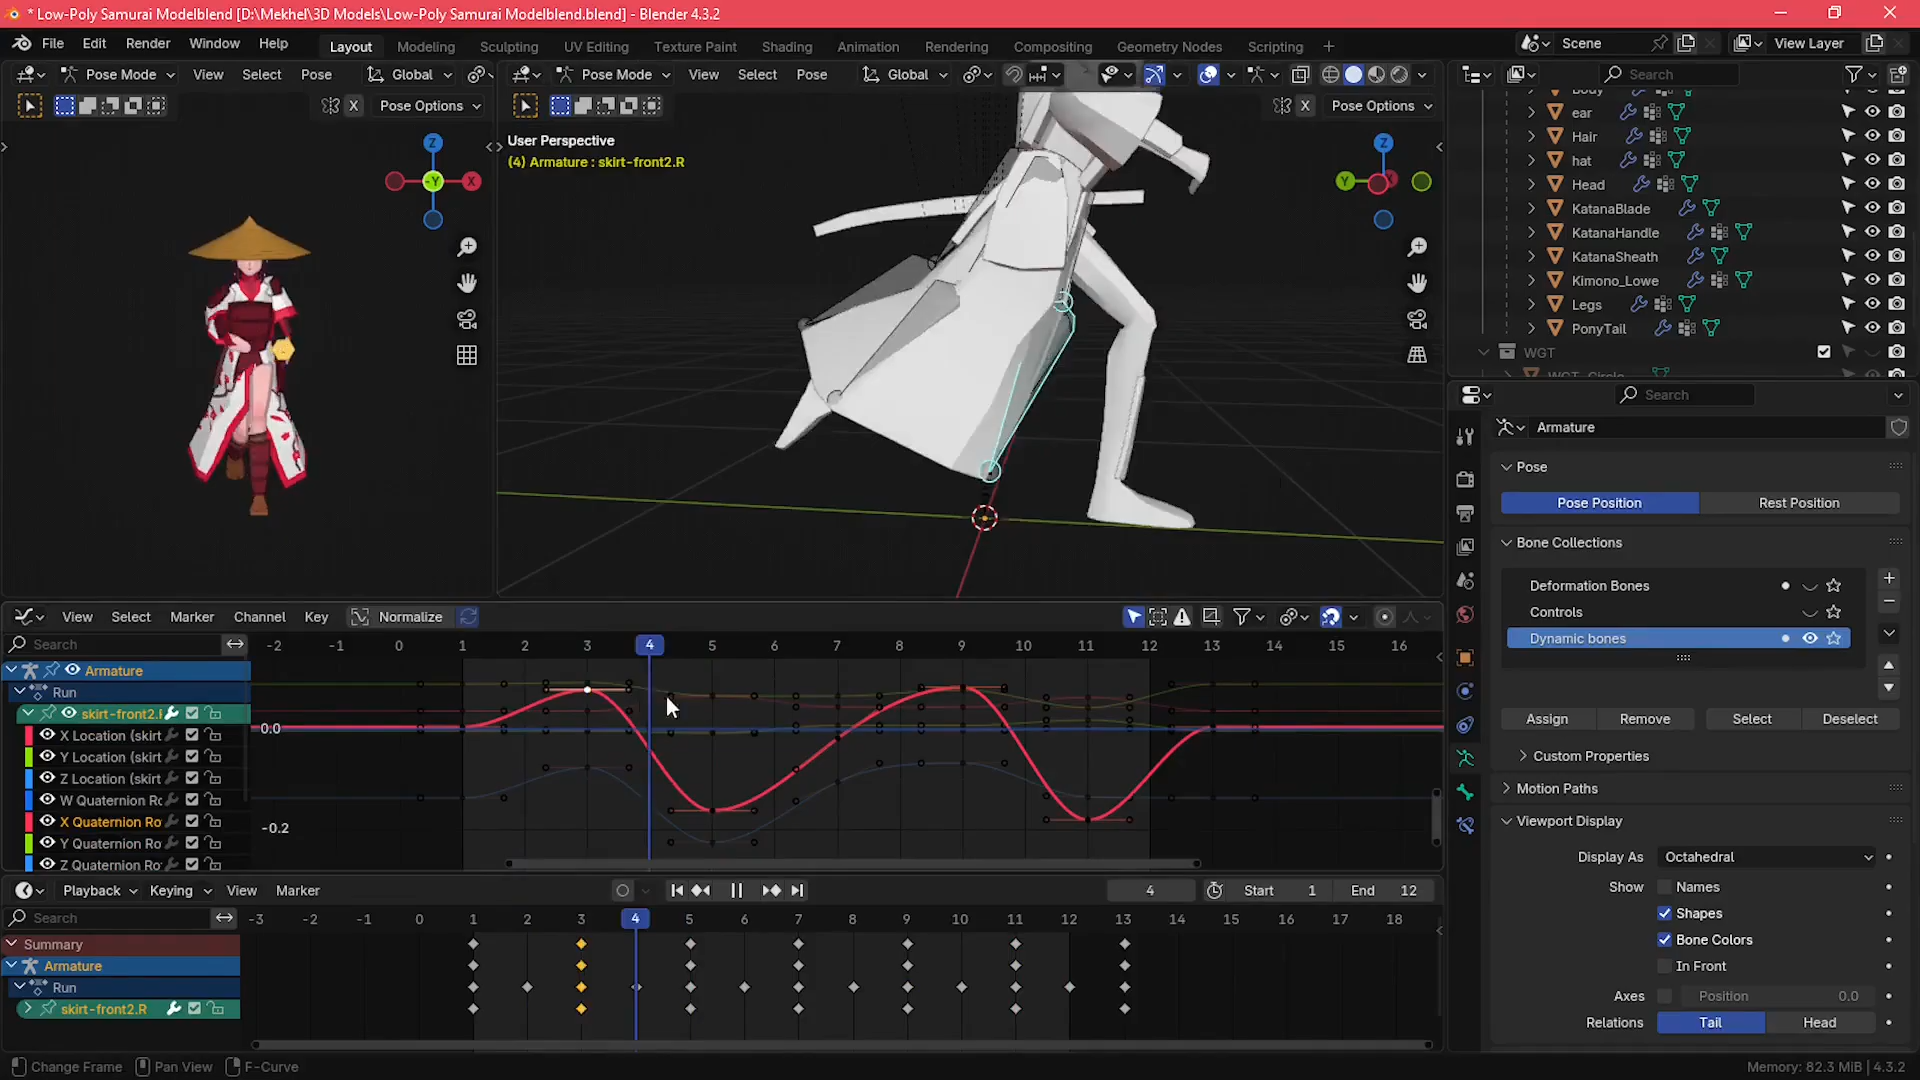 * Low-Poly Samurai Modelblend [D:\Mekhel\3D Models\Low-Poly Samurai Modelblend.blend] - Blender 4.3.2
File Edit Render Window Help Layout Modeling Sculpting UV Editing Texture Paint Shading Animation Rendering Compositing Geometry Nodes Scripting + Scene View Layer
Pose Mode View Select Pose Global
Pose Mode View Select Pose Global
Search
X Pose Options
X Pose Options
Z
-Y
X
User Perspective
(4) Armature : skirt-front2.R
Z
Y
X
ear
Hair
hat
Head
KatanaBlade
KatanaHandle
KatanaSheath
Kimono_Lowe
Legs
PonyTail
WGT
Search
Armature
Pose
Pose Position Rest Position
Bone Collections
Deformation Bones
Controls
Dynamic bones
Assign Remove Select Deselect
Custom Properties
Motion Paths
Viewport Display
Display As Octahedral
Show Names
Shapes
Bone Colors
In Front
Axes Position 0.0
Relations Tail Head
View Select Marker Channel Key Normalize
Search -2 -1 0 1 2 3 4 5 6 7 8 9 10 11 12 13 14 15 16
Armature
Run
skirt-front2.
X Location (skirt
Y Location (skirt
Z Location (skirt
W Quaternion Ro
X Quaternion Ro
Y Quaternion Ro
Z Quaternion Ro
0.0
-0.2
Playback Keying View Marker 4 Start 1 End 12
Search -3 -2 -1 0 1 2 3 4 5 6 7 8 9 10 11 12 13 14 15 16 17 18
Summary
Armature
Run
skirt-front2.R
Change Frame Pan View F-Curve Memory: 82.3 MiB | 4.3.2